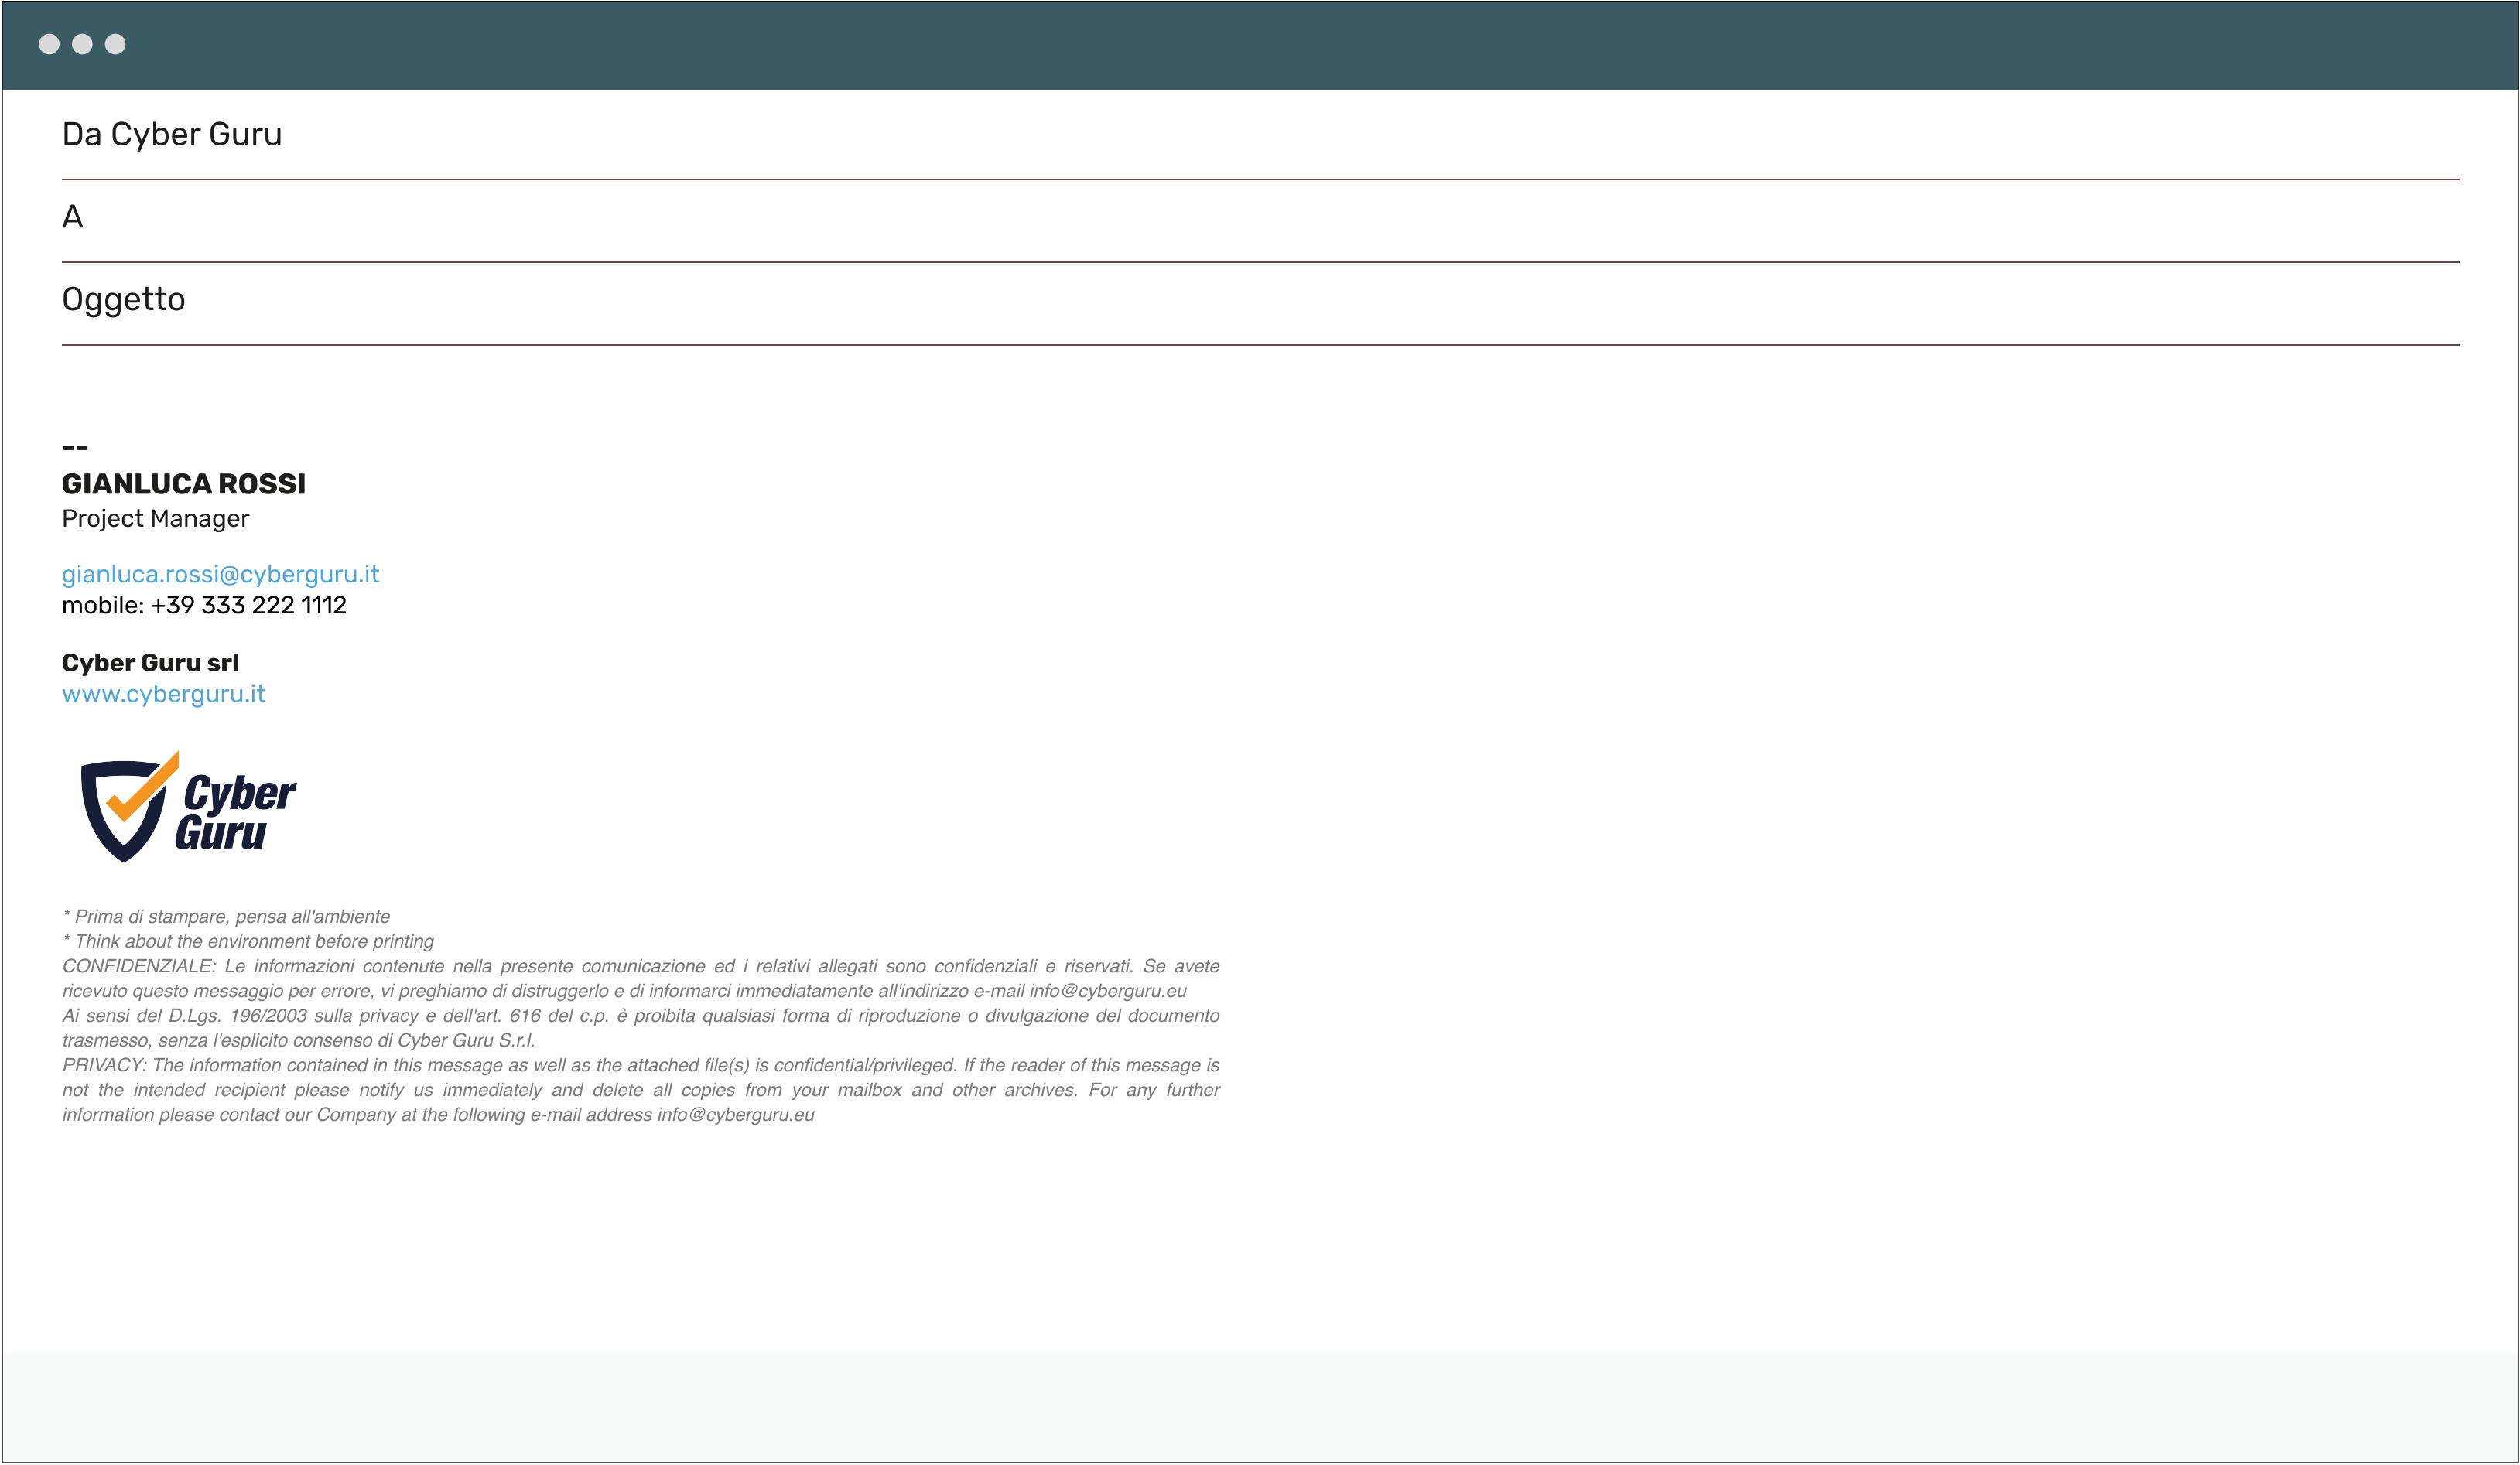 Da Cyber Guru
A
Oggetto
--
GIANLUCA ROSSI
Project Manager
gianluca.rossi@cyberguru.it
mobile: +39 333 222 1112
Cyber Guru srl
www.cyberguru.it
Cyber
Guru
* Prima di stampare, pensa all'ambiente
* Think about the environment before printing
CONFIDENZIALE: Le informazioni contenute nella presente comunicazione ed i relativi allegati sono confidenziali e riservati. Se avete
ricevuto questo messaggio per errore, vi preghiamo di distruggerlo e di informarci immediatamente all'indirizzo e-mail info@cyberguru.eu
Ai sensi del D.Lgs. 196/2003 sulla privacy e dell'art. 616 del c.p. è proibita qualsiasi forma di riproduzione o divulgazione del documento
trasmesso, senza l'esplicito consenso di Cyber Guru S.r.l.
PRIVACY: The information contained in this message as well as the attached file(s) is confidential/privileged. If the reader of this message is
not the intended recipient please notify us immediately and delete all copies from your mailbox and other archives. For any further
information please contact our Company at the following e-mail address info@cyberguru.eu